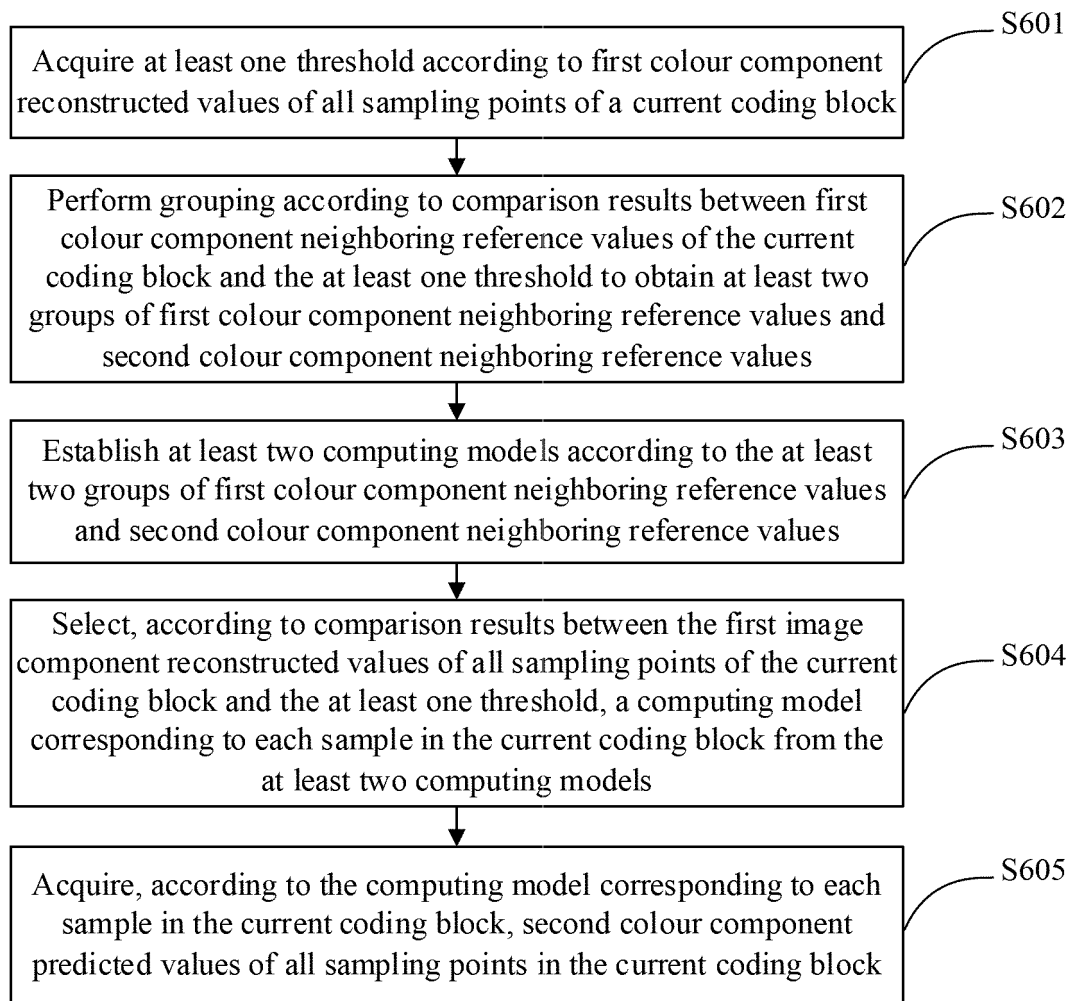 S601
Acquire at least one threshold according to first colour component
reconstructed values of all sampling points of a current coding block
S602
Perform grouping according to comparison results between first
colour component neighboring reference values of the current
coding block and the at least one threshold to obtain at least two
groups of first colour component neighboring reference values and
second colour component neighboring reference values
S603
Establish at least two computing models according to the at least
two groups of first colour component neighboring reference values
and second colour component neighboring reference values
S604
Select, according to comparison results between the first image
component reconstructed values of all sampling points of the current
coding block and the at least one threshold, a computing model
corresponding to each sample in the current coding block from the
at least two computing models
S605
Acquire, according to the computing model corresponding to each
sample in the current coding block, second colour component
predicted values of all sampling points in the current coding block